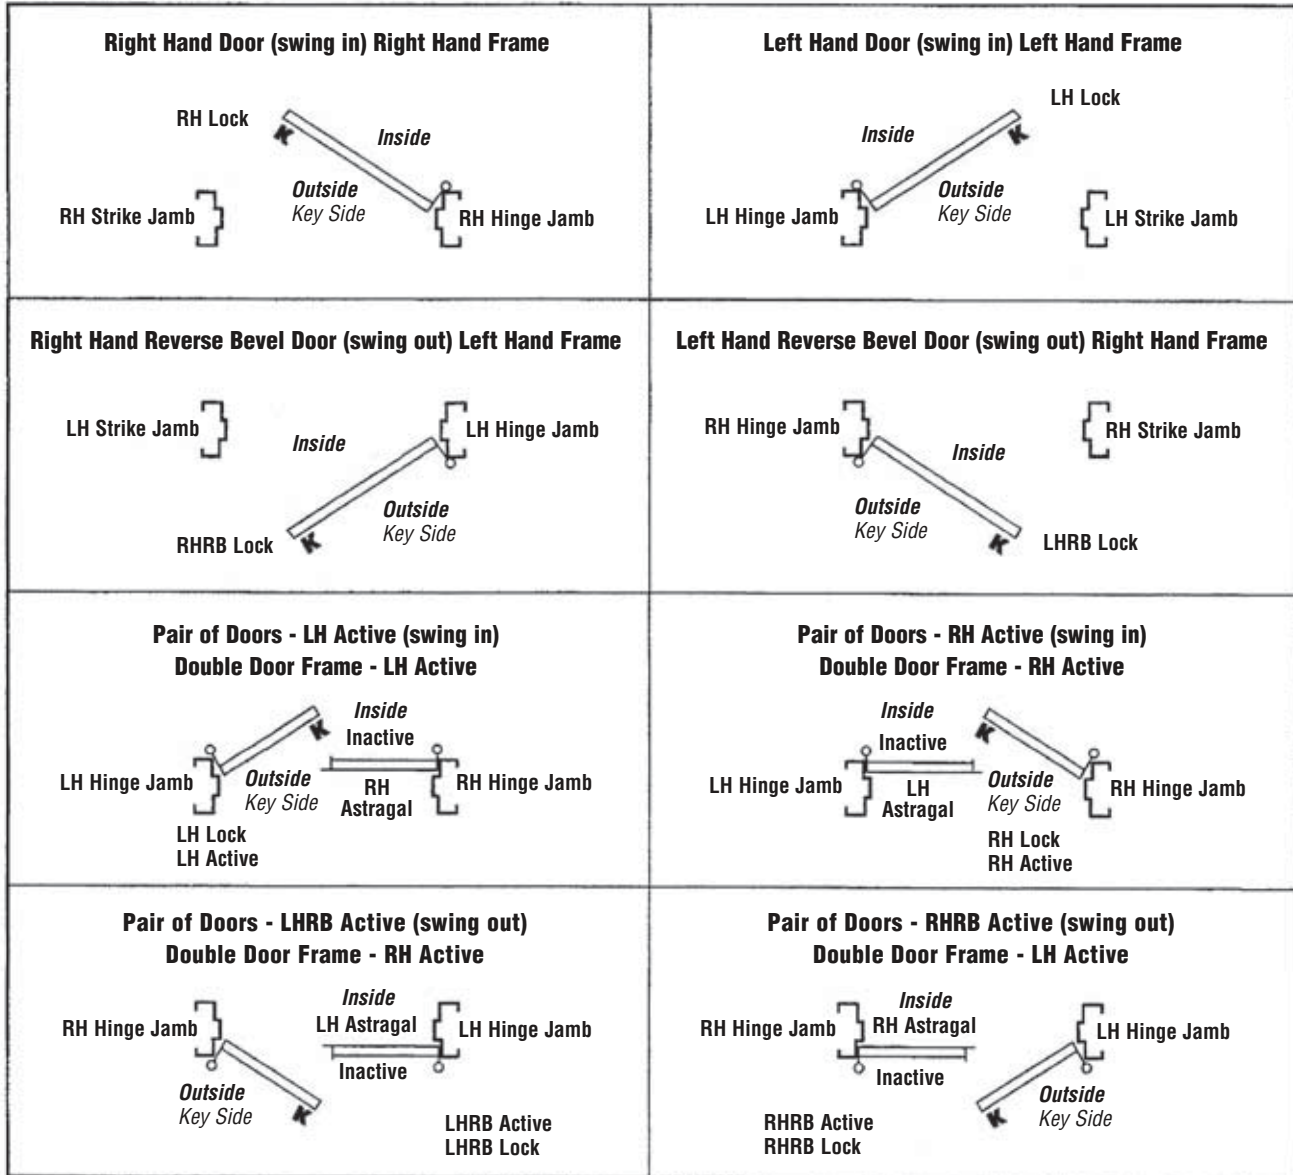 Right Hand Door (swing in) Right Hand Frame
RH Lock
K
Inside
Outside
Key Side
RH Strike Jamb
RH Hinge Jamb
Left Hand Door (swing in) Left Hand Frame
LH Lock
K
Inside
Outside
Key Side
LH Hinge Jamb
LH Strike Jamb
Right Hand Reverse Bevel Door (swing out) Left Hand Frame
LH Strike Jamb
Inside
LH Hinge Jamb
Outside
Key Side
RHRB Lock
K
Left Hand Reverse Bevel Door (swing out) Right Hand Frame
RH Hinge Jamb
Inside
RH Strike Jamb
Outside
Key Side
K
LHRB Lock
Pair of Doors - LH Active (swing in)
Double Door Frame - LH Active
Inside
K
Inactive
LH Hinge Jamb
Outside
Key Side
RH
Astragal
RH Hinge Jamb
LH Lock
LH Active
Pair of Doors - RH Active (swing in)
Double Door Frame - RH Active
Inside
K
Inactive
LH Hinge Jamb
LH
Astragal
Outside
Key Side
RH Hinge Jamb
RH Lock
RH Active
Pair of Doors - LHRB Active (swing out)
Double Door Frame - RH Active
Inside
RH Hinge Jamb
LH Astragal
LH Hinge Jamb
Inactive
Outside
Key Side
K
LHRB Active
LHRB Lock
Pair of Doors - RHRB Active (swing out)
Double Door Frame - LH Active
Inside
RH Hinge Jamb
RH Astragal
LH Hinge Jamb
Inactive
Outside
Key Side
K
RHRB Active
RHRB Lock